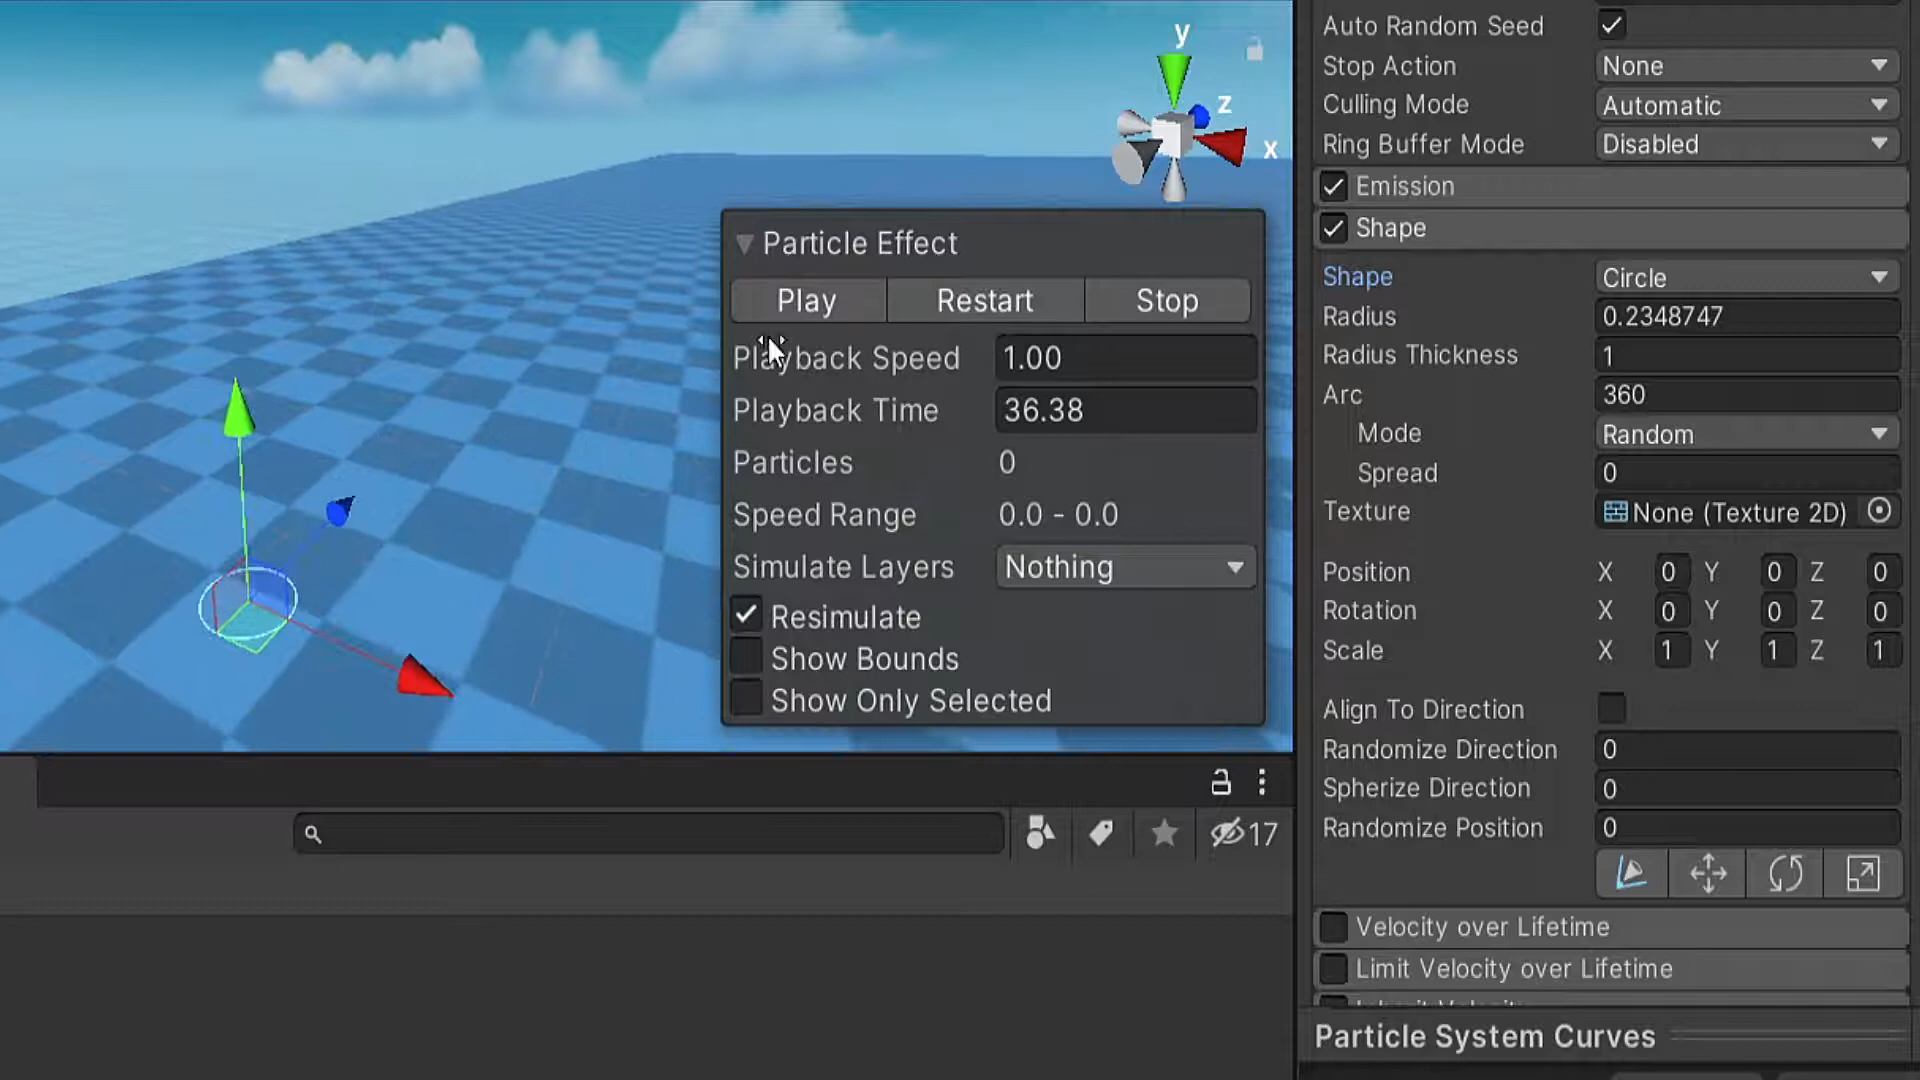 y
z
x
Particle Effect
Play Restart Stop
Playback Speed 1.00
Playback Time 36.38
Particles 0
Speed Range 0.0 - 0.0
Simulate Layers Nothing
Resimulate
Show Bounds
Show Only Selected
17
Auto Random Seed
Stop Action None
Culling Mode Automatic
Ring Buffer Mode Disabled
Emission
Shape
Shape Circle
Radius 0.2348747
Radius Thickness 1
Arc 360
Mode Random
Spread 0
Texture None (Texture 2D)
Position X 0 Y 0 Z 0
Rotation X 0 Y 0 Z 0
Scale X 1 Y 1 Z 1
Align To Direction
Randomize Direction 0
Spherize Direction 0
Randomize Position 0
Velocity over Lifetime
Limit Velocity over Lifetime
Particle System Curves